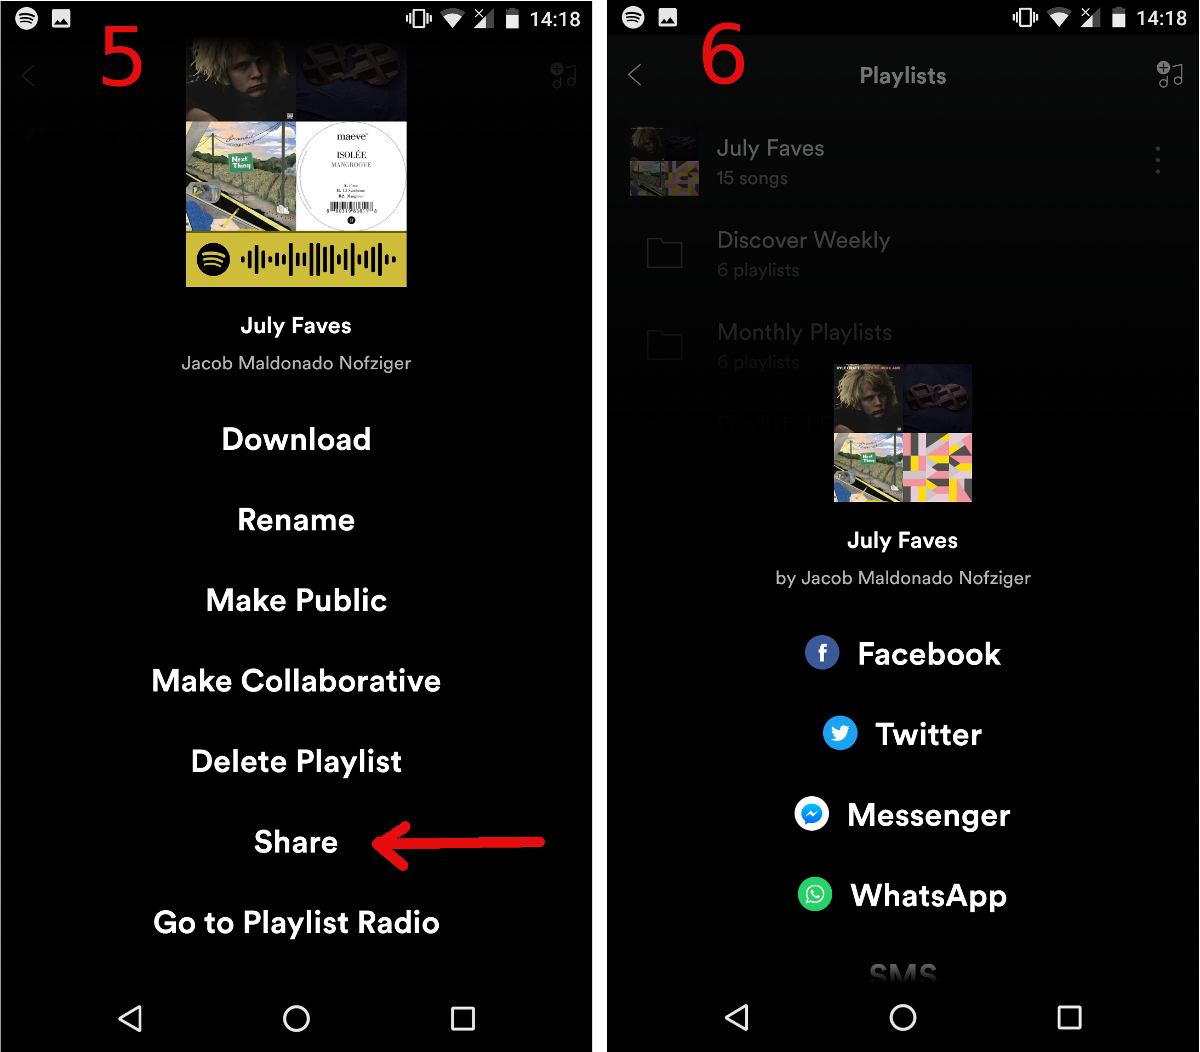 14:18
5
Next
Thing
maeve
ISOLÉE
MANGROOVE
July Faves
Jacob Maldonado Nofziger
Download
Rename
Make Public
Make Collaborative
Delete Playlist
Share
Go to Playlist Radio
14:18
6
Playlists
July Faves
15 songs
Discover Weekly
6 playlists
Monthly Playlists
6 playlists
Next
Thing
July Faves
by Jacob Maldonado Nofziger
Facebook
Twitter
Messenger
WhatsApp
SMS